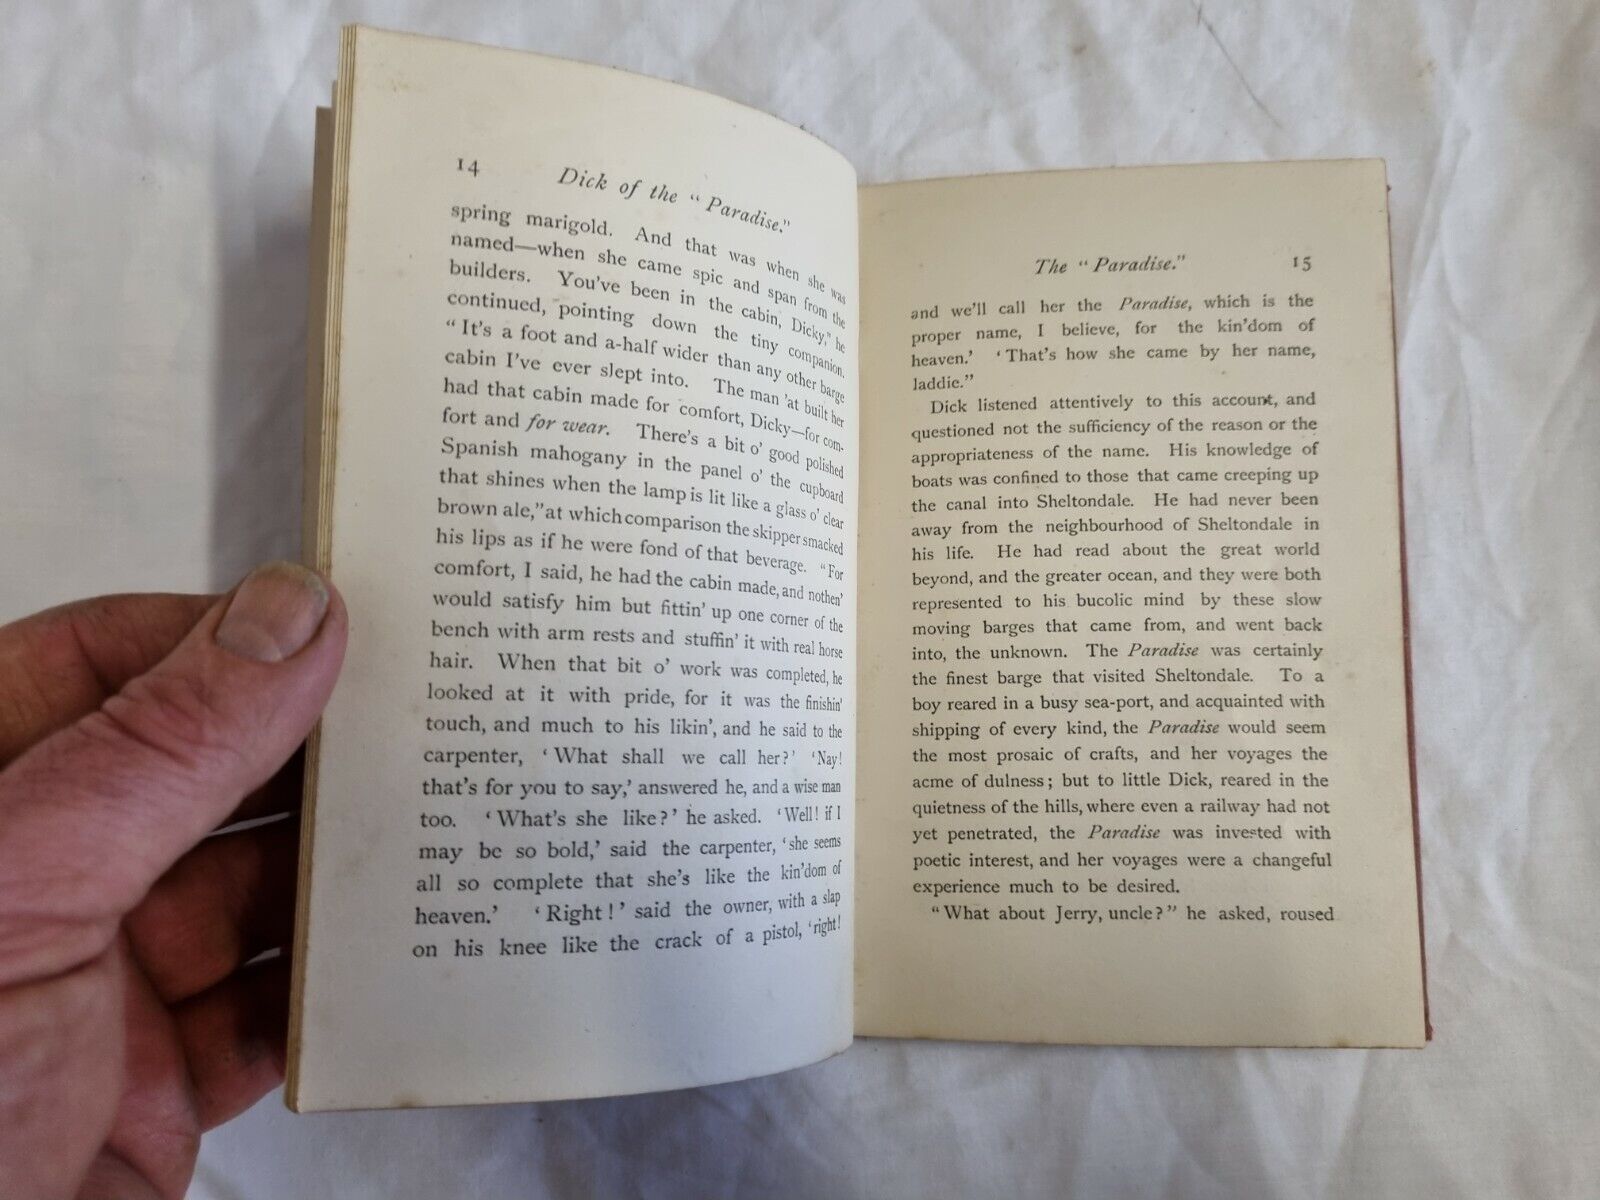 14
Dick of the "Paradise."
spring marigold. And that was when she was
named—when she came spic and span from the
builders. You've been in the cabin, Dicky," he
continued, pointing down the tiny companion.
"It's a foot and a-half wider than any other barge
cabin I've ever slept into. The man 'at built her
had that cabin made for comfort, Dicky—for com-
fort and for wear. There's a bit o' good polished
Spanish mahogany in the panel o' the cupboard
that shines when the lamp is lit like a glass o' clear
brown ale," at which comparison the skipper smacked
his lips as if he were fond of that beverage. "For
comfort, I said, he had the cabin made, and nothen'
would satisfy him but fittin' up one corner of the
bench with arm rests and stuffin' it with real horse
hair. When that bit o' work was completed, he
looked at it with pride, for it was the finishin'
touch, and much to his likin', and he said to the
carpenter, 'What shall we call her?' 'Nay!
that's for you to say,' answered he, and a wise man
too. 'What's she like?' he asked. 'Well! if I
may be so bold,' said the carpenter, 'she seems
all so complete that she's like the kin'dom of
heaven.' 'Right!' said the owner, with a slap
on his knee like the crack of a pistol, 'right!
The "Paradise."
15
and we'll call her the Paradise, which is the
proper name, I believe, for the kin'dom of
heaven.' 'That's how she came by her name,
laddie."
Dick listened attentively to this account, and
questioned not the sufficiency of the reason or the
appropriateness of the name. His knowledge of
boats was confined to those that came creeping up
the canal into Sheltondale. He had never been
away from the neighbourhood of Sheltondale in
his life. He had read about the great world
beyond, and the greater ocean, and they were both
represented to his bucolic mind by these slow
moving barges that came from, and went back
into, the unknown. The Paradise was certainly
the finest barge that visited Sheltondale. To a
boy reared in a busy sea-port, and acquainted with
shipping of every kind, the Paradise would seem
the most prosaic of crafts, and her voyages the
acme of dulness; but to little Dick, reared in the
quietness of the hills, where even a railway had not
yet penetrated, the Paradise was invested with
poetic interest, and her voyages were a changeful
experience much to be desired.
"What about Jerry, uncle?" he asked, roused